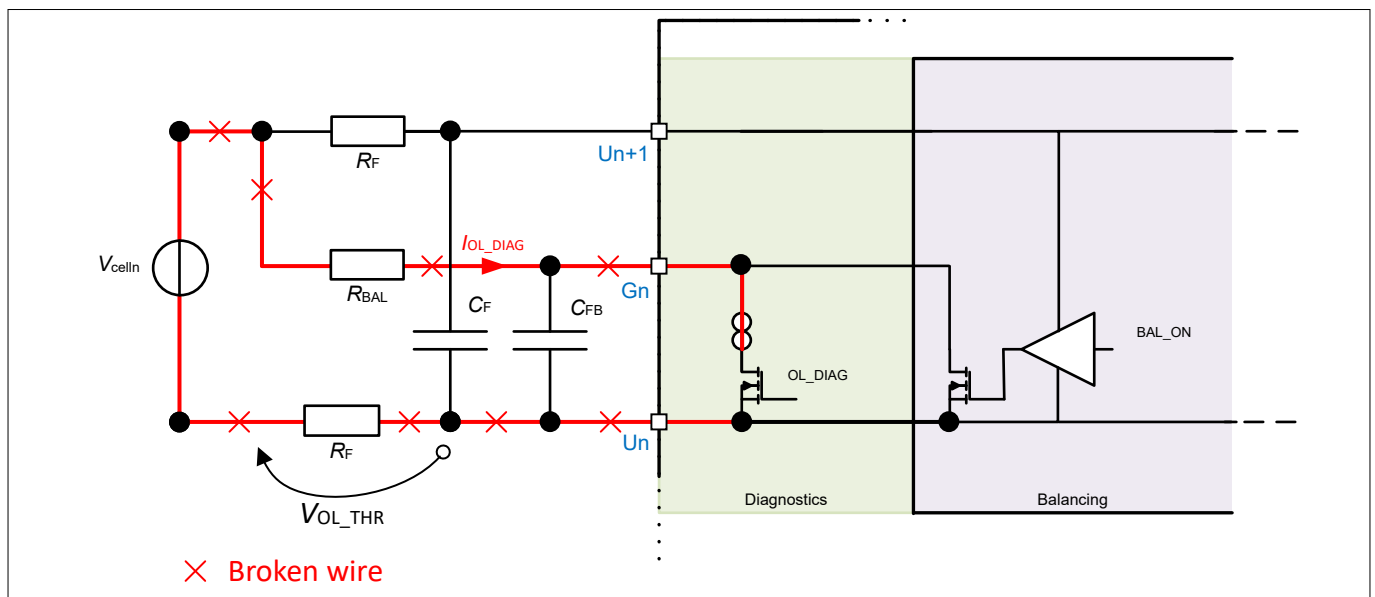 RF
Un+1
IOL_DIAG
Vcelln
RBAL
Gn
CF
CFB
BAL_ON
OL_DIAG
RF
Un
VOL_THR
Diagnostics
Balancing
Broken wire